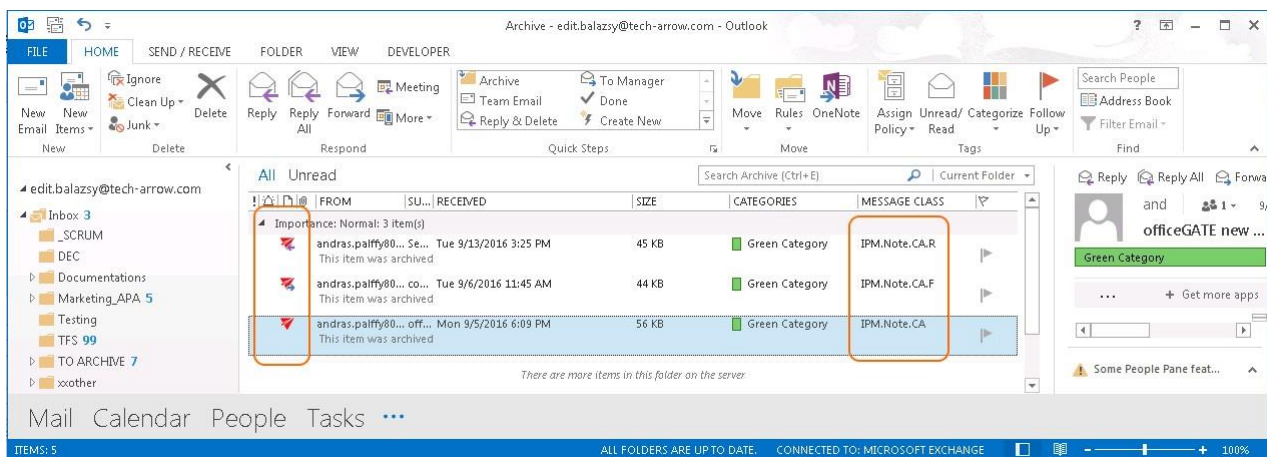 Archive - edit.balazsy@tech-arrow.com - Outlook
FILE HOME SEND / RECEIVE FOLDER VIEW DEVELOPER
New Email
New Items
Ignore
Clean Up
Junk
Delete
Reply
Reply All
Forward
Meeting
More
Archive
Team Email
Reply & Delete
To Manager
Done
Create New
Move
Rules
OneNote
Assign Policy
Unread/ Read
Categorize
Follow Up
Search People
Address Book
Filter Email
New Delete Respond Quick Steps Move Tags Find
edit.balazsy@tech-arrow.com
Inbox 3
_SCRUM
DEC
Documentations
Marketing_APA 5
Testing
TFS 99
TO ARCHIVE 7
xxother
All Unread
Search Archive (Ctrl+E) Current Folder
FROM SU... RECEIVED SIZE CATEGORIES MESSAGE CLASS
Importance: Normal: 3 item(s)
andras.palffy80... Se... Tue 9/13/2016 3:25 PM 45 KB Green Category IPM.Note.CA.R
This item was archived
andras.palffy80... co... Tue 9/6/2016 11:45 AM 44 KB Green Category IPM.Note.CA.F
This item was archived
andras.palffy80... off... Mon 9/5/2016 6:09 PM 56 KB Green Category IPM.Note.CA
This item was archived
There are more items in this folder on the server
Reply Reply All Forwa
and 1 9/
officeGATE new ...
Green Category
... + Get more apps
Some People Pane feat...
Mail Calendar People Tasks ...
ITEMS: 5 ALL FOLDERS ARE UP TO DATE. CONNECTED TO: MICROSOFT EXCHANGE 100%